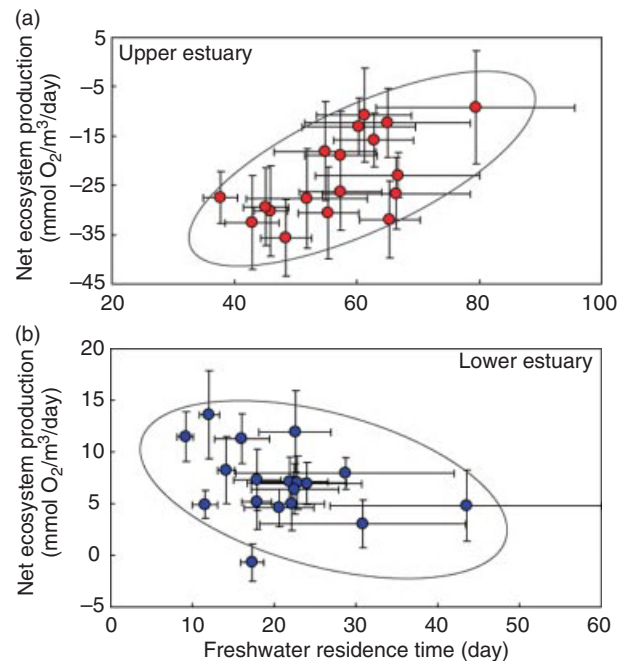 (a)
Upper estuary
Net ecosystem production
(mmol O₂/m³/day)
5
−5
−15
−25
−35
−45
20
40
60
80
100
(b)
Lower estuary
Net ecosystem production
(mmol O₂/m³/day)
20
15
10
5
0
−5
0
10
20
30
40
50
60
Freshwater residence time (day)